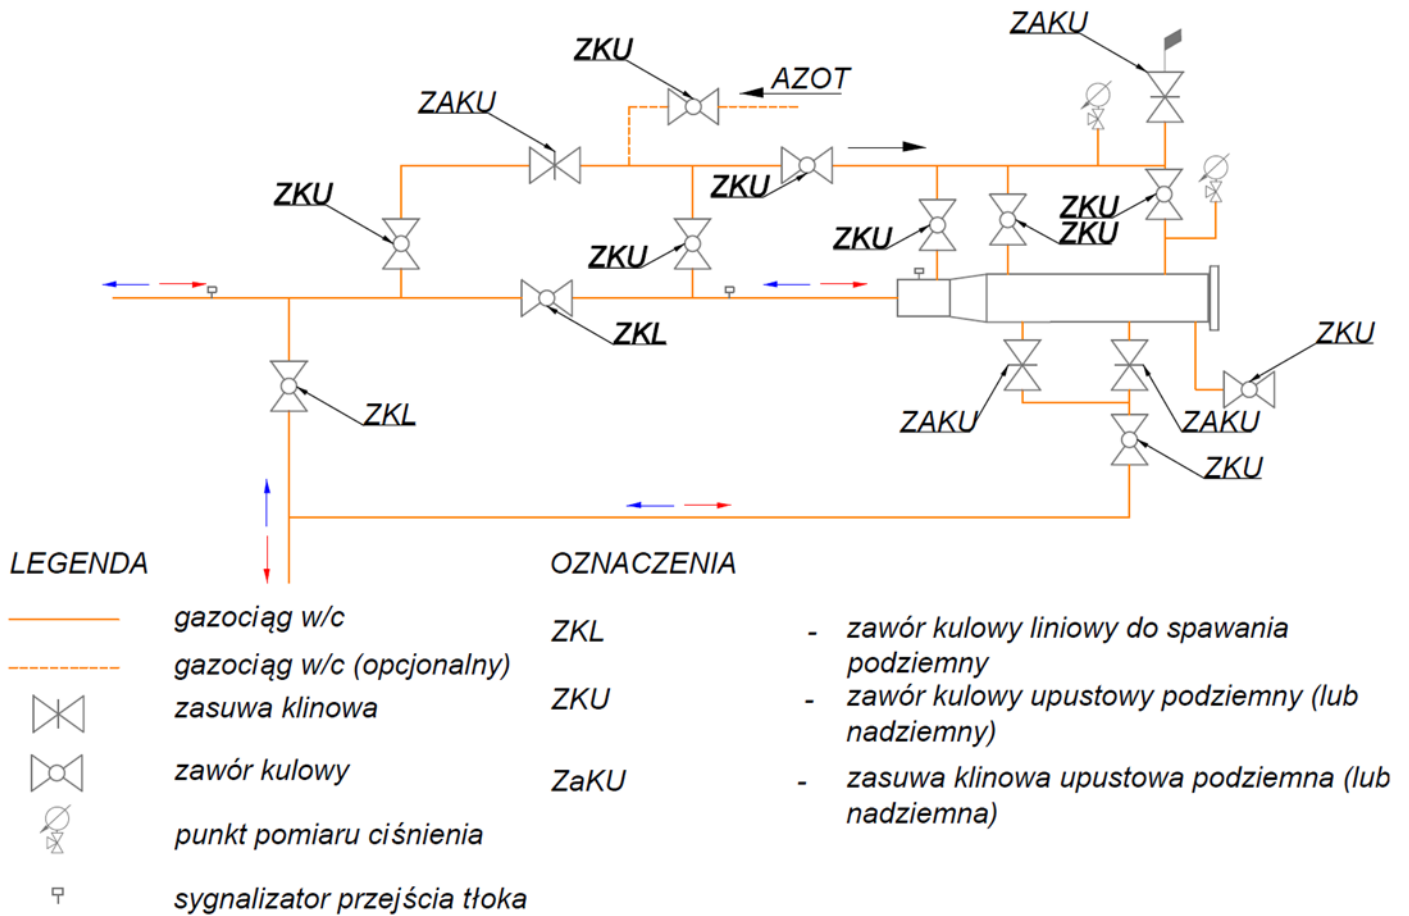 ZAKU
ZKU
AZOT
ZAKU
ZKU
ZKU
ZKU
ZKU
ZKU
ZKU
ZKU
ZKL
ZKU
ZKL
ZAKU
ZAKU
ZKU
LEGENDA
gazociąg w/c
gazociąg w/c (opcjonalny)
zasuwa klinowa
zawór kulowy
punkt pomiaru ciśnienia
sygnalizator przejścia tłoka
OZNACZENIA
ZKL - zawór kulowy liniowy do spawania
podziemny
ZKU - zawór kulowy upustowy podziemny (lub
nadziemny)
ZaKU - zasuwa klinowa upustowa podziemna (lub
nadziemna)